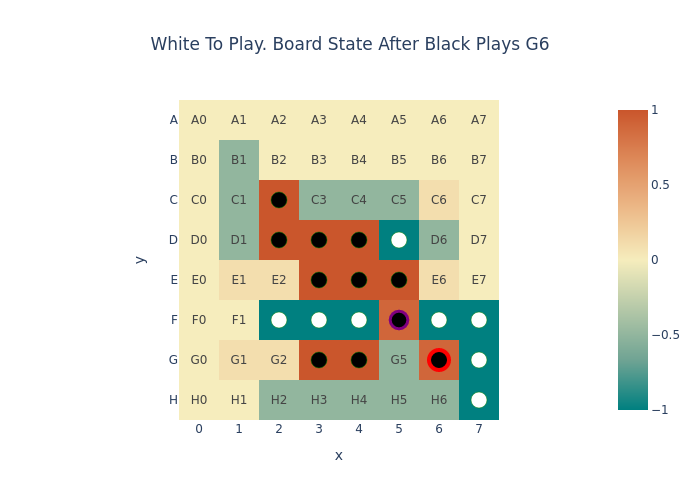 White To Play. Board State After Black Plays G6
A A0 A1 A2 A3 A4 A5 A6 A7
B B0 B1 B2 B3 B4 B5 B6 B7
C C0 C1 C3 C4 C5 C6 C7
D D0 D1 D6 D7
E E0 E1 E2 E6 E7
F F0 F1
G G0 G1 G2 G5
H H0 H1 H2 H3 H4 H5 H6
0 1 2 3 4 5 6 7
x
y
1
0.5
0
−0.5
−1